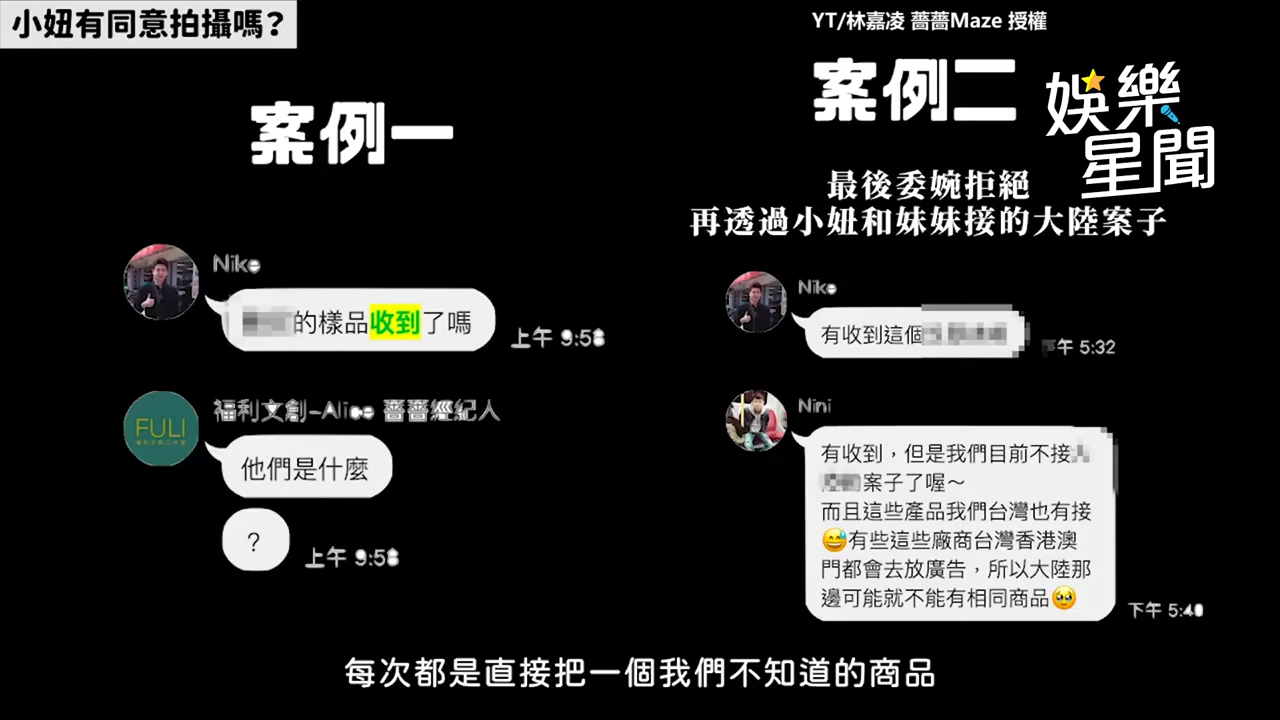 小妞有同意拍攝嗎?
YT/林嘉凌 薔薔Maze 授權
娛樂
星聞
案例一
Nike
的樣品收到了嗎
上午 9:58
FULI
福利文創-Alice 薔薔經紀人
他們是什麼
?
上午 9:58
案例二
最後委婉拒絕
再透過小妞和妹妹接的大陸案子
Nike
有收到這個
下午 5:32
Nini
有收到，但是我們目前不接
案子了喔～
而且這些產品我們台灣也有接
😅有些這些廠商台灣香港澳
門都會去放廣告，所以大陸那
邊可能就不能有相同商品🥹
下午 5:40
每次都是直接把一個我們不知道的商品